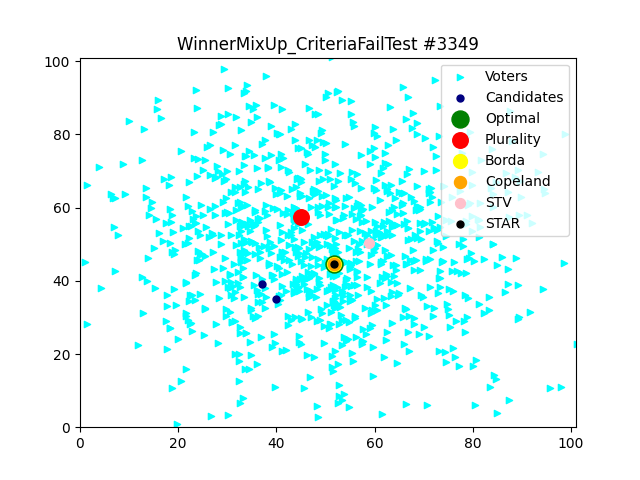 WinnerMixUp_CriteriaFailTest #3349
100
80
60
40
20
0
0 20 40 60 80 100
Voters
Candidates
Optimal
Plurality
Borda
Copeland
STV
STAR